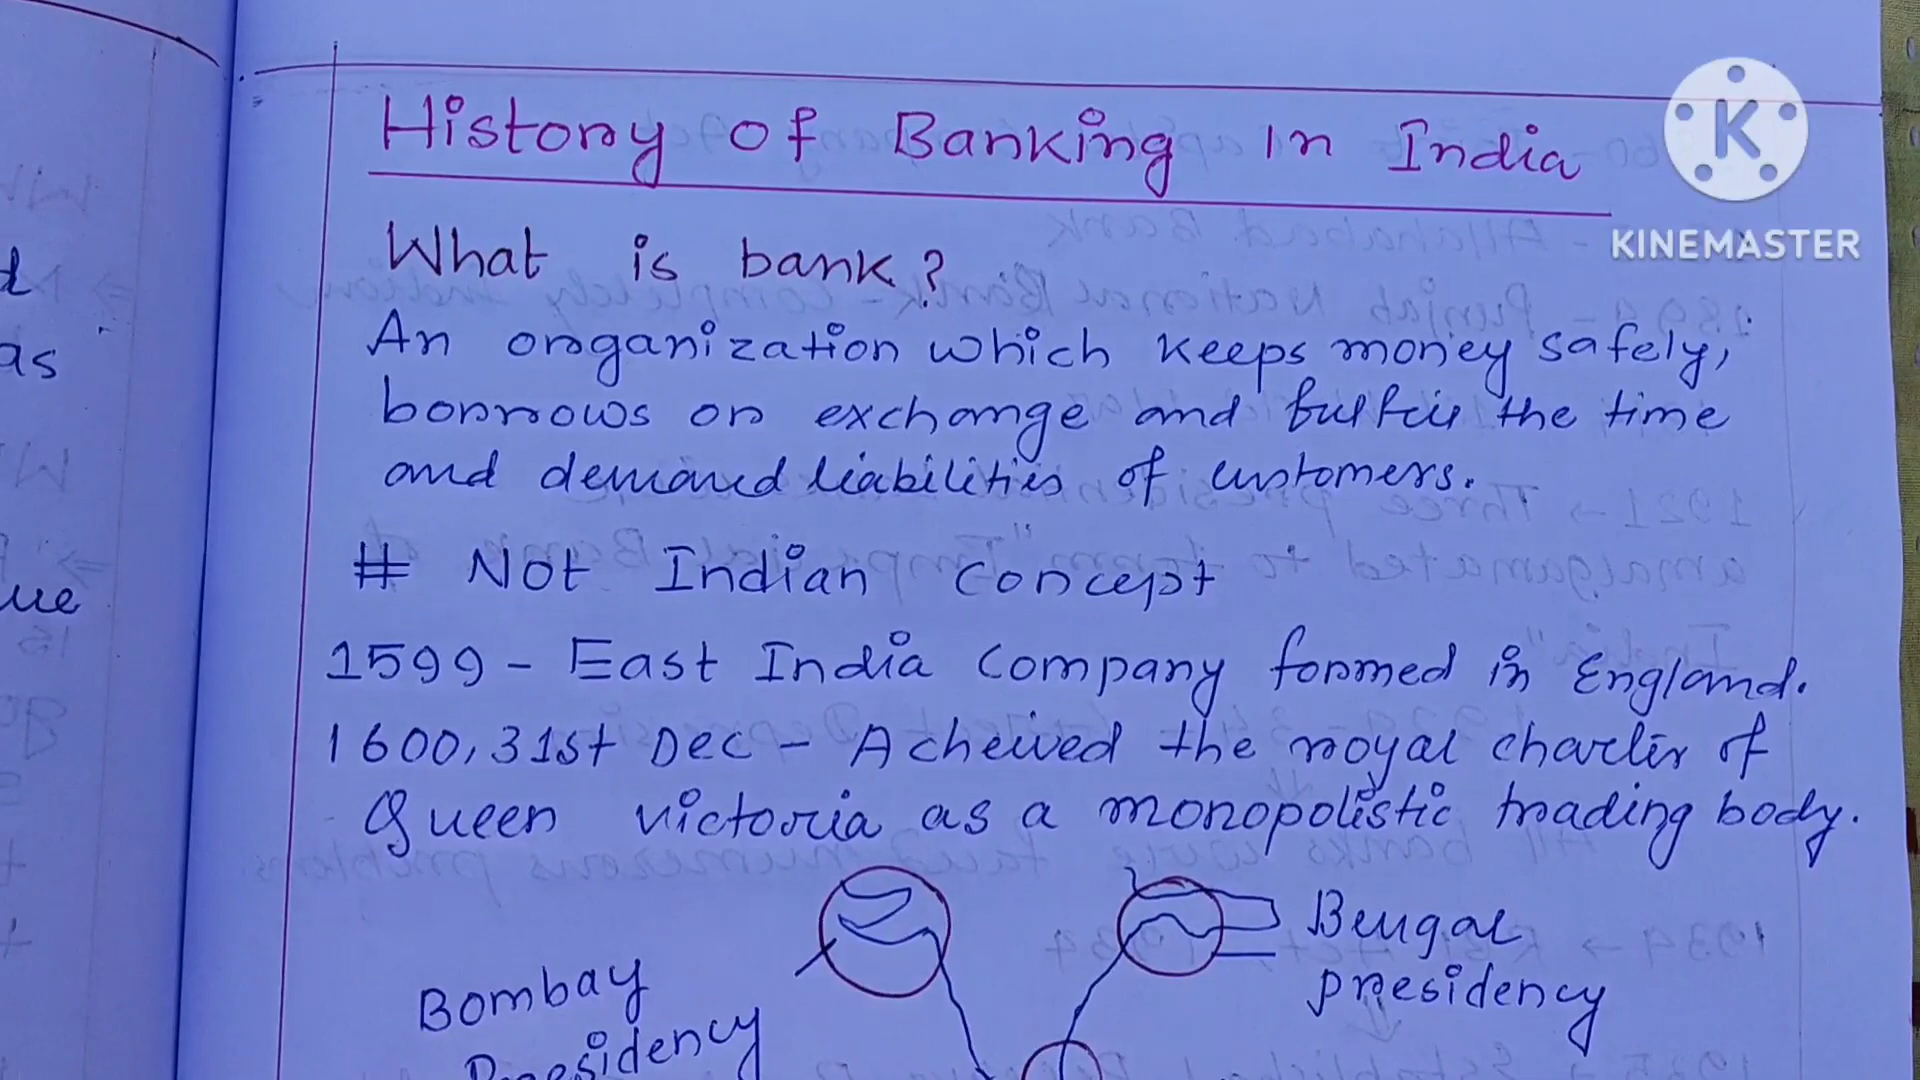 History of Banking In India
KINEMASTER
What is bank?
An organization which keeps money safely,
borrows or exchange and fulfill the time
and demand liabilities of customers.
# Not Indian Concept
1599 - East India Company formed in England.
1600, 31st Dec - Acheived the royal charter of
Queen victoria as a monopolistic trading body.
Bombay
Presidency
Bengal
presidency